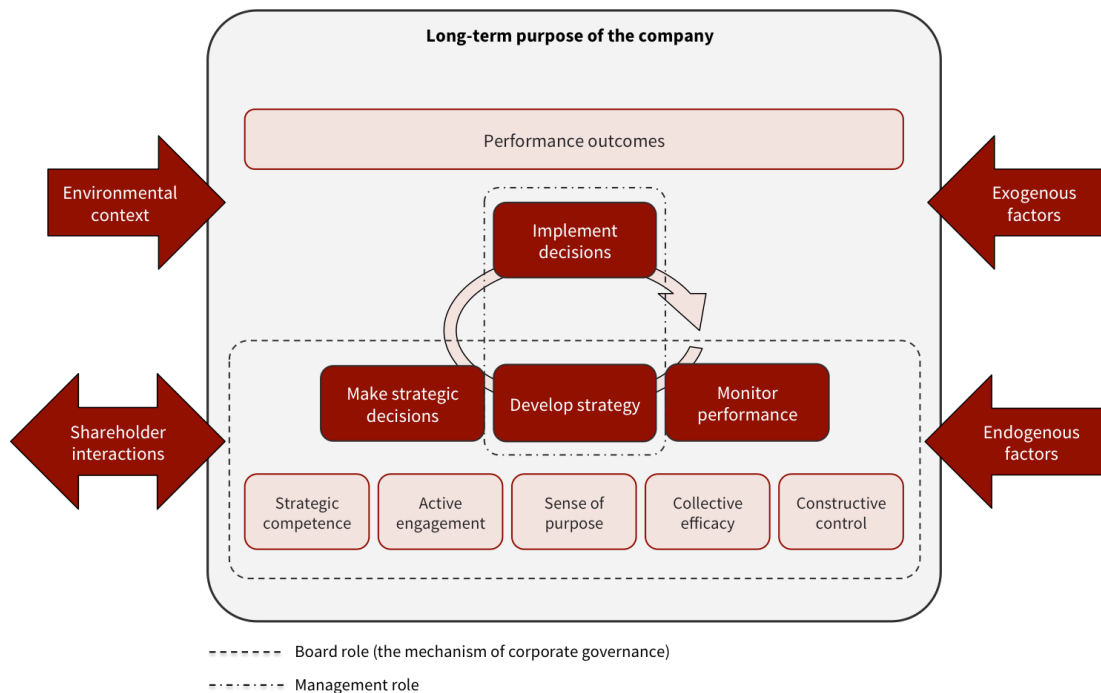 Long-term purpose of the company
Performance outcomes
Environmental
context
Exogenous
factors
Implement
decisions
Make strategic
decisions
Develop strategy
Monitor
performance
Shareholder
interactions
Endogenous
factors
Strategic
competence
Active
engagement
Sense of
purpose
Collective
efficacy
Constructive
control
Board role (the mechanism of corporate governance)
Management role